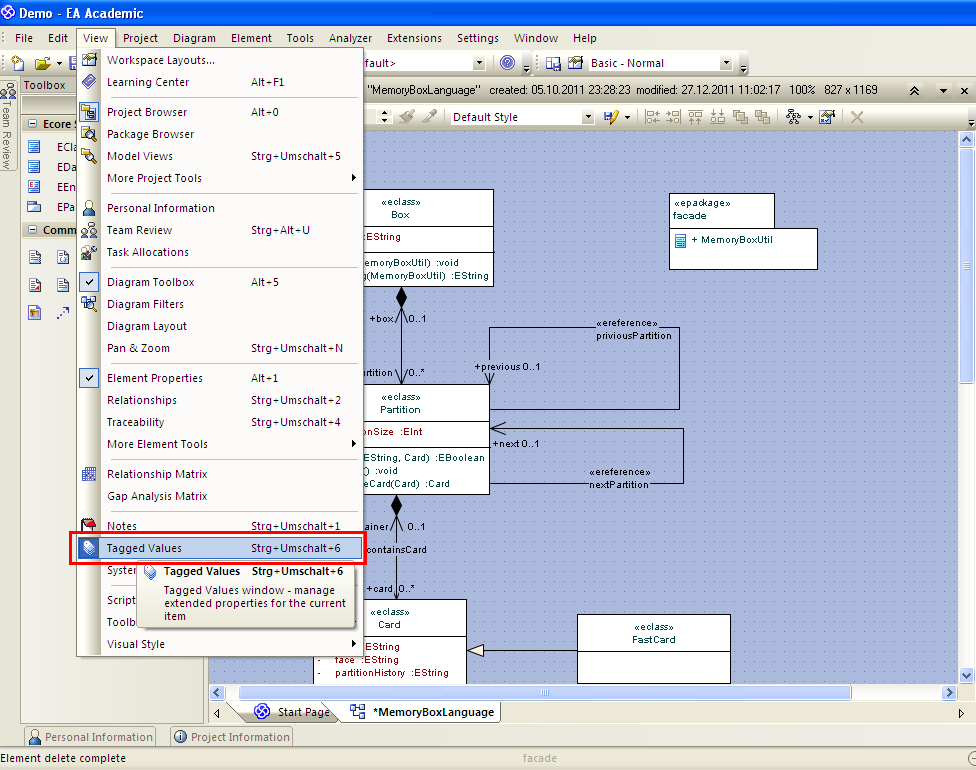 Demo - EA Academic
File Edit View Project Diagram Element Tools Analyzer Extensions Settings Window Help
fault> Basic - Normal
Toolbox
"MemoryBoxLanguage" created: 05.10.2011 23:28:23 modified: 27.12.2011 11:02:17 100% 827 x 1169
Default Style
Team Review
Ecore
ECla
EDa
EEn
EPa
Comm
Workspace Layouts...
Learning Center Alt+F1
Project Browser Alt+0
Package Browser
Model Views Strg+Umschalt+5
More Project Tools
Personal Information
Team Review Strg+Alt+U
Task Allocations
Diagram Toolbox Alt+5
Diagram Filters
Diagram Layout
Pan & Zoom Strg+Umschalt+N
Element Properties Alt+1
Relationships Strg+Umschalt+2
Traceability Strg+Umschalt+4
More Element Tools
Relationship Matrix
Gap Analysis Matrix
Notes Strg+Umschalt+1
Tagged Values Strg+Umschalt+6
System
Script
Toolb
Visual Style
Tagged Values Strg+Umschalt+6
Tagged Values window - manage
extended properties for the current
item
«eclass»
Box
:EString
emoryBoxUtil) :void
g(MemoryBoxUtil) :EString
+box 0..1
rtition 0..*
«epackage»
facade
+ MemoryBoxUtil
«ereference»
priviousPartition
+previous 0..1
«eclass»
Partition
onSize :EInt
EString, Card) :EBoolean
() :void
eCard(Card) :Card
+next 0..1
«ereference»
nextPartition
ainer 0..1
containsCard
+card 0..*
«eclass»
Card
EString
- face :EString
- partitionHistory :EString
«eclass»
FastCard
Start Page *MemoryBoxLanguage
Personal Information Project Information
Element delete complete facade